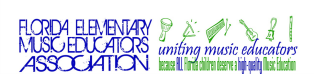 FLORIDA ELEMENTARY
MUSIC EDUCATORS
ASSOCIATION
uniting music educators
because ALL Florida children deserve a high-quality Music Education